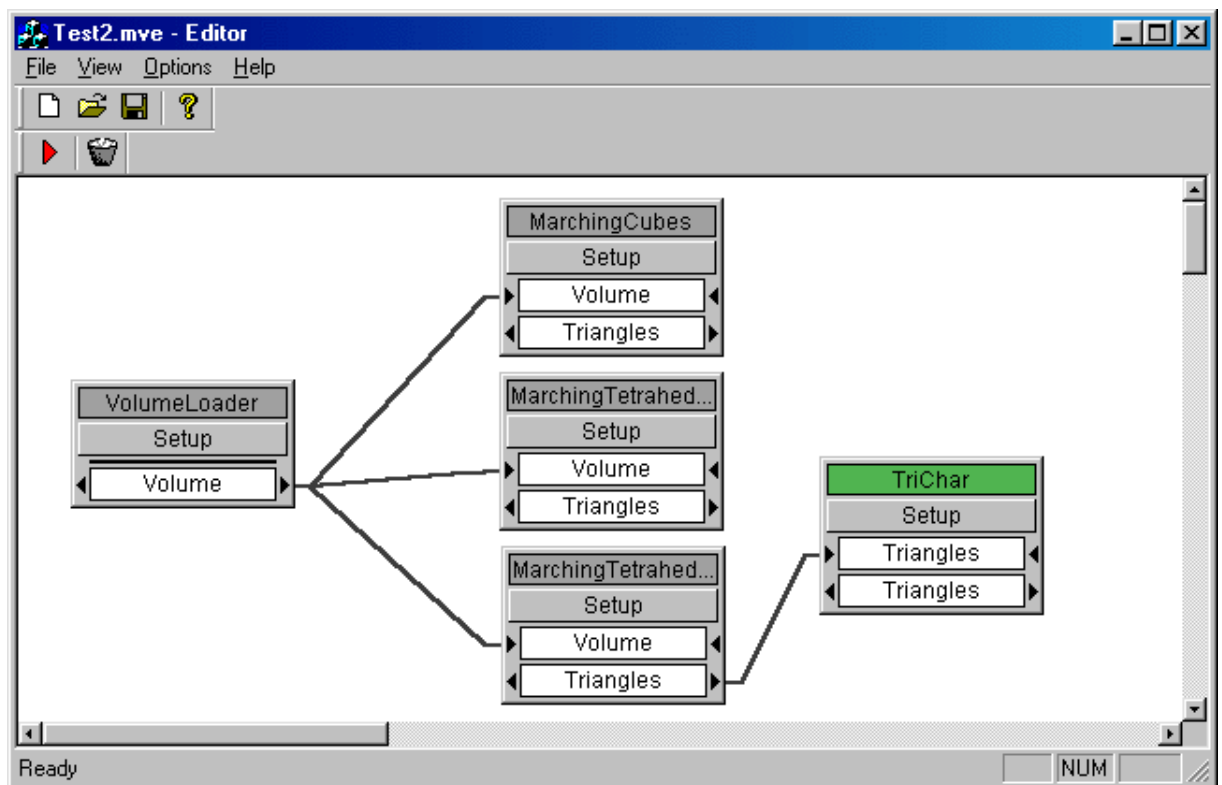 Test2.mve - Editor
File View Options Help
MarchingCubes
Setup
Volume
Triangles
VolumeLoader
Setup
Volume
MarchingTetrahed...
Setup
Volume
Triangles
MarchingTetrahed...
Setup
Volume
Triangles
TriChar
Setup
Triangles
Triangles
Ready
NUM